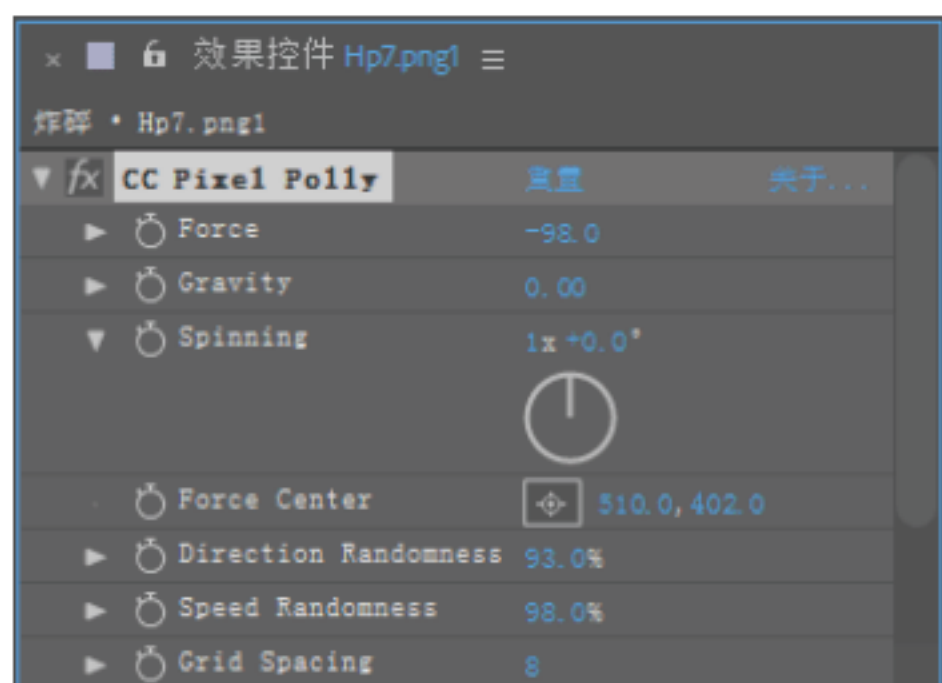 × 效果控件 Hp7.png1 ≡
炸碎 • Hp7.png1
fx CC Pixel Polly 重置 关于...
Force -98.0
Gravity 0.00
Spinning 1x +0.0°
Force Center 510.0,402.0
Direction Randomness 93.0%
Speed Randomness 98.0%
Grid Spacing 8